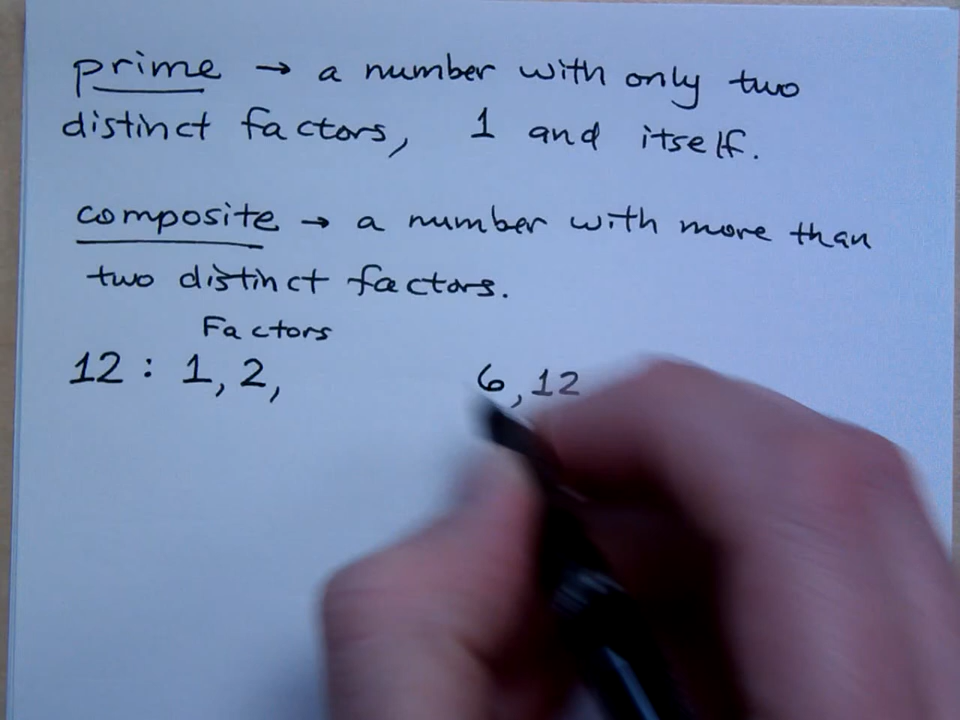 prime → a number with only two
distinct factors, 1 and itself.
composite → a number with more than
two distinct factors.
Factors
12 : 1, 2, 6, 12